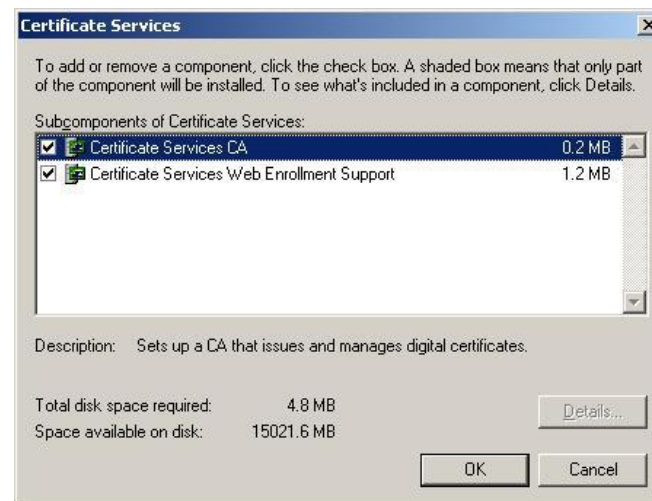 Certificate Services
To add or remove a component, click the check box. A shaded box means that only part
of the component will be installed. To see what's included in a component, click Details.
Subcomponents of Certificate Services:
Certificate Services CA 0.2 MB
Certificate Services Web Enrollment Support 1.2 MB
Description: Sets up a CA that issues and manages digital certificates.
Total disk space required: 4.8 MB
Details...
Space available on disk: 15021.6 MB
OK Cancel